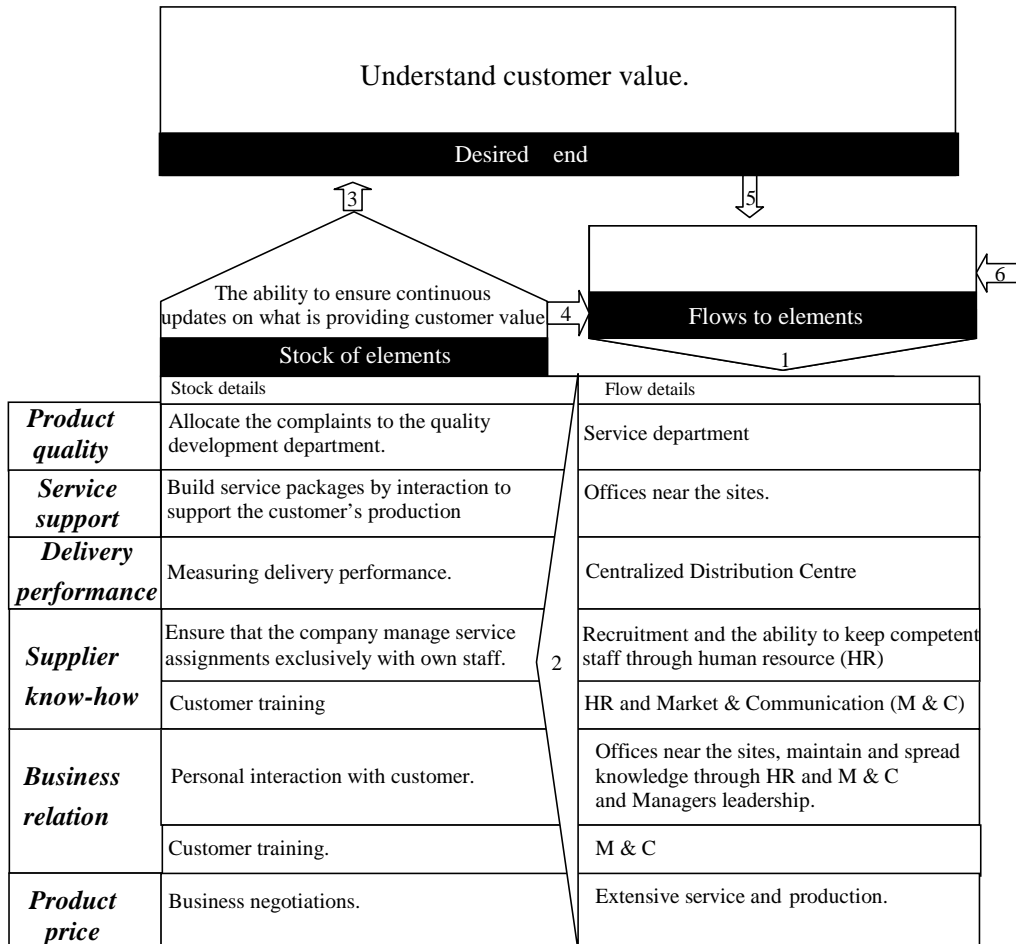 Understand customer value.
Desired end
3
5
6
The ability to ensure continuous
updates on what is providing customer value
4
Flows to elements
Stock of elements
1
Stock details
Flow details
Product
quality
Allocate the complaints to the quality
development department.
Service department
Service
support
Build service packages by interaction to
support the customer's production
Offices near the sites.
Delivery
performance
Measuring delivery performance.
Centralized Distribution Centre
Supplier
know-how
Ensure that the company manage service
assignments exclusively with own staff.
2
Recruitment and the ability to keep competent
staff through human resource (HR)
Customer training
HR and Market & Communication (M & C)
Business
relation
Personal interaction with customer.
Offices near the sites, maintain and spread
knowledge through HR and M & C
and Managers leadership.
Customer training.
M & C
Product
price
Business negotiations.
Extensive service and production.